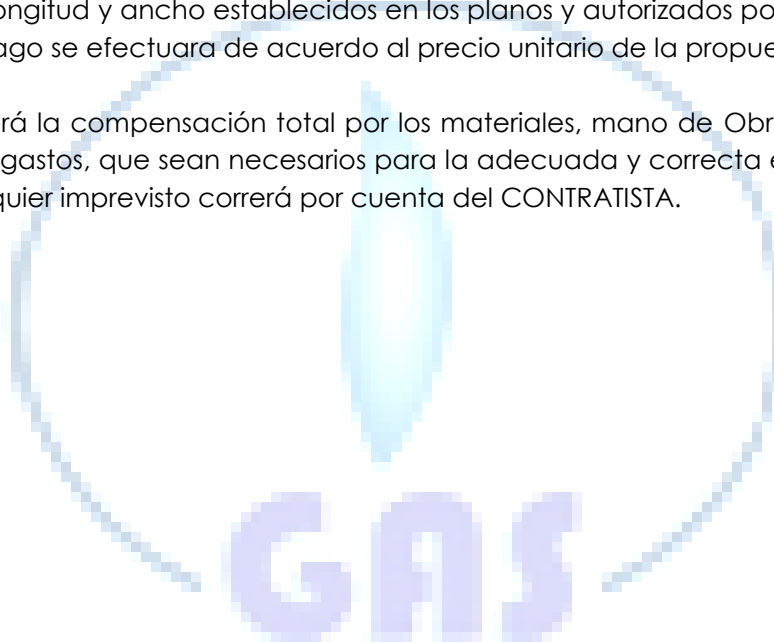 ongitud y ancho establecidos en los planos y autorizados po
ago se efectuara de acuerdo al precio unitario de la propue
rá la compensación total por los materiales, mano de Obr
gastos, que sean necesarios para la adecuada y correcta e
quier imprevisto correrá por cuenta del CONTRATISTA.
GAS